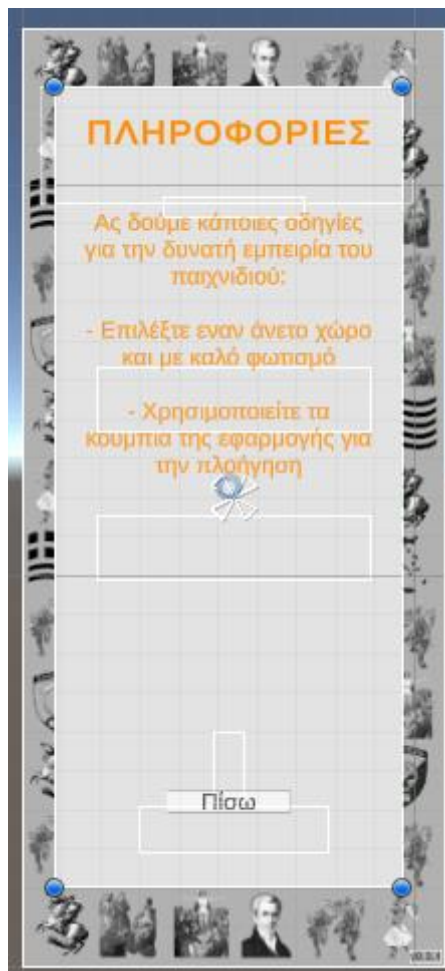 ΠΛΗΡΟΦΟΡΙΕΣ
Ας δούμε κάποιες οδηγίες
για την δυνατή εμπειρία του
παιχνιδιού:
- Επιλέξτε εναν άνετο χώρο
και με καλό φωτισμό
- Χρησιμοποιείτε τα
κουμπια της εφαρμογής για
την πλοήγηση
Πίσω